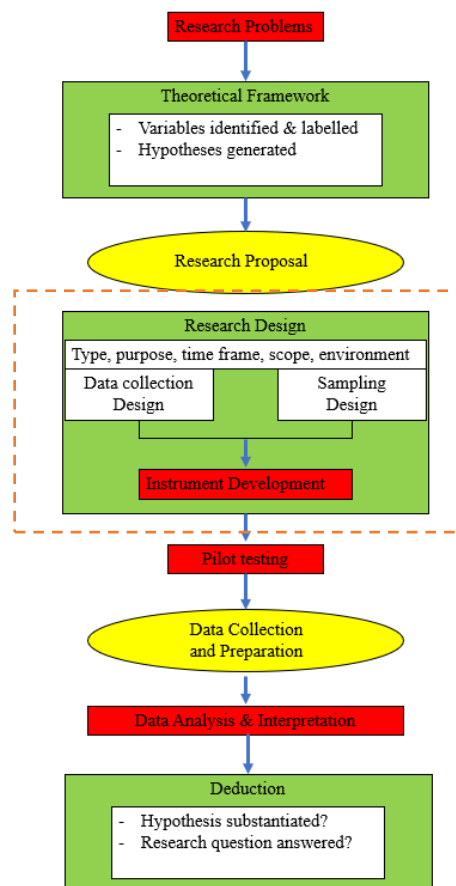 Research Problems
Theoretical Framework
- Variables identified & labelled
- Hypotheses generated
Research Proposal
Research Design
Type, purpose, time frame, scope, environment
Data collection
Design
Sampling
Design
Instrument Development
Pilot testing
Data Collection
and Preparation
Data Analysis & Interpretation
Deduction
- Hypothesis substantiated?
- Research question answered?